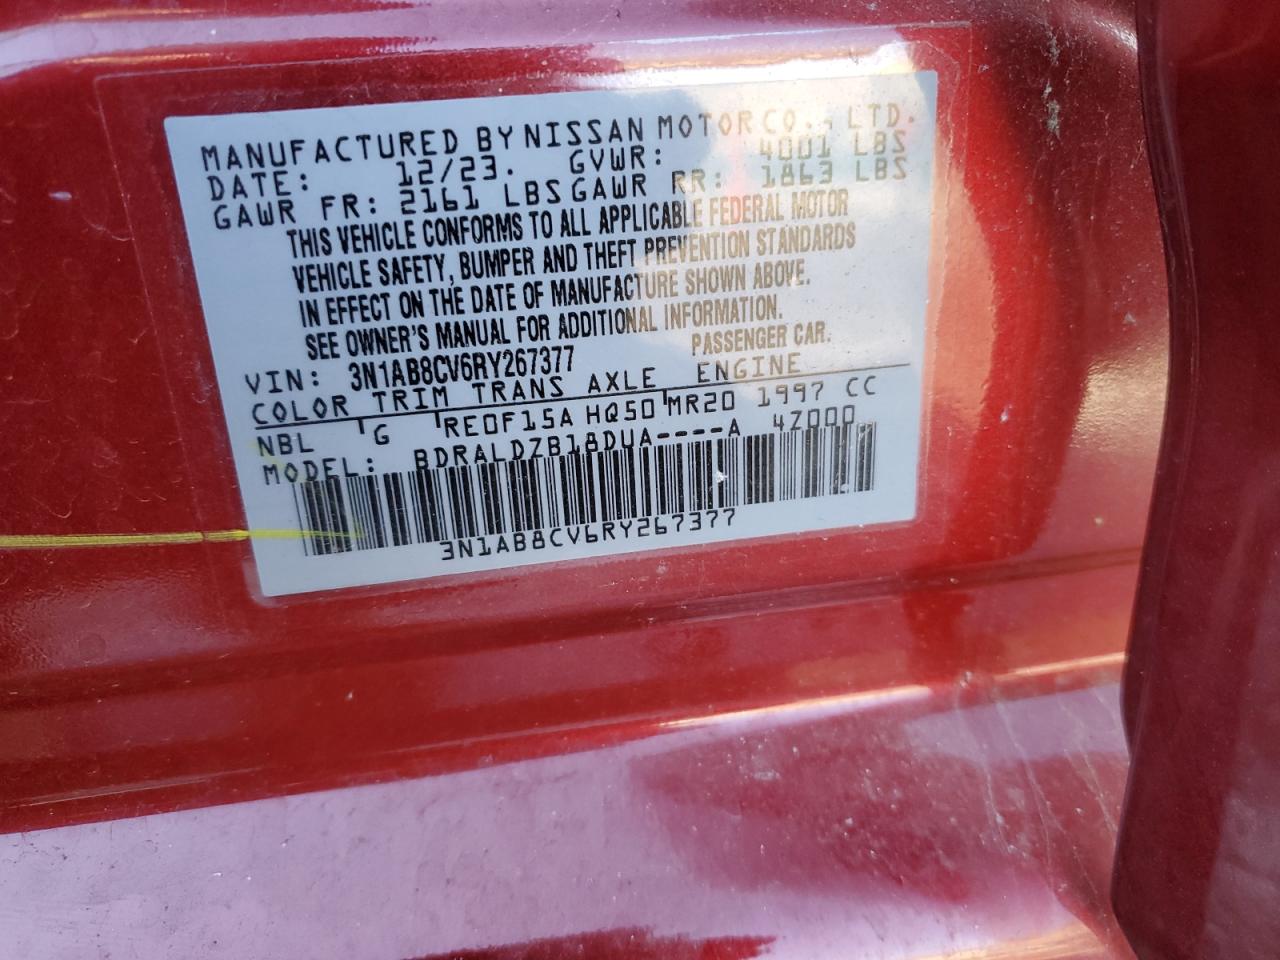 MANUFACTURED BY NISSAN MOTOR CO., LTD.
DATE: 12/23. GVWR: 4001 LBS
GAWR FR: 2161 LBS GAWR RR: 1863 LBS
THIS VEHICLE CONFORMS TO ALL APPLICABLE FEDERAL MOTOR
VEHICLE SAFETY, BUMPER AND THEFT PREVENTION STANDARDS
IN EFFECT ON THE DATE OF MANUFACTURE SHOWN ABOVE.
SEE OWNER'S MANUAL FOR ADDITIONAL INFORMATION.
VIN: 3N1AB8CV6RY267377 PASSENGER CAR.
COLOR TRIM TRANS AXLE ENGINE
NBL G RE0F15A HQ50 MR20 1997 CC
MODEL: BDRALDZB18DUA----A 4Z000
3N1AB8CV6RY267377